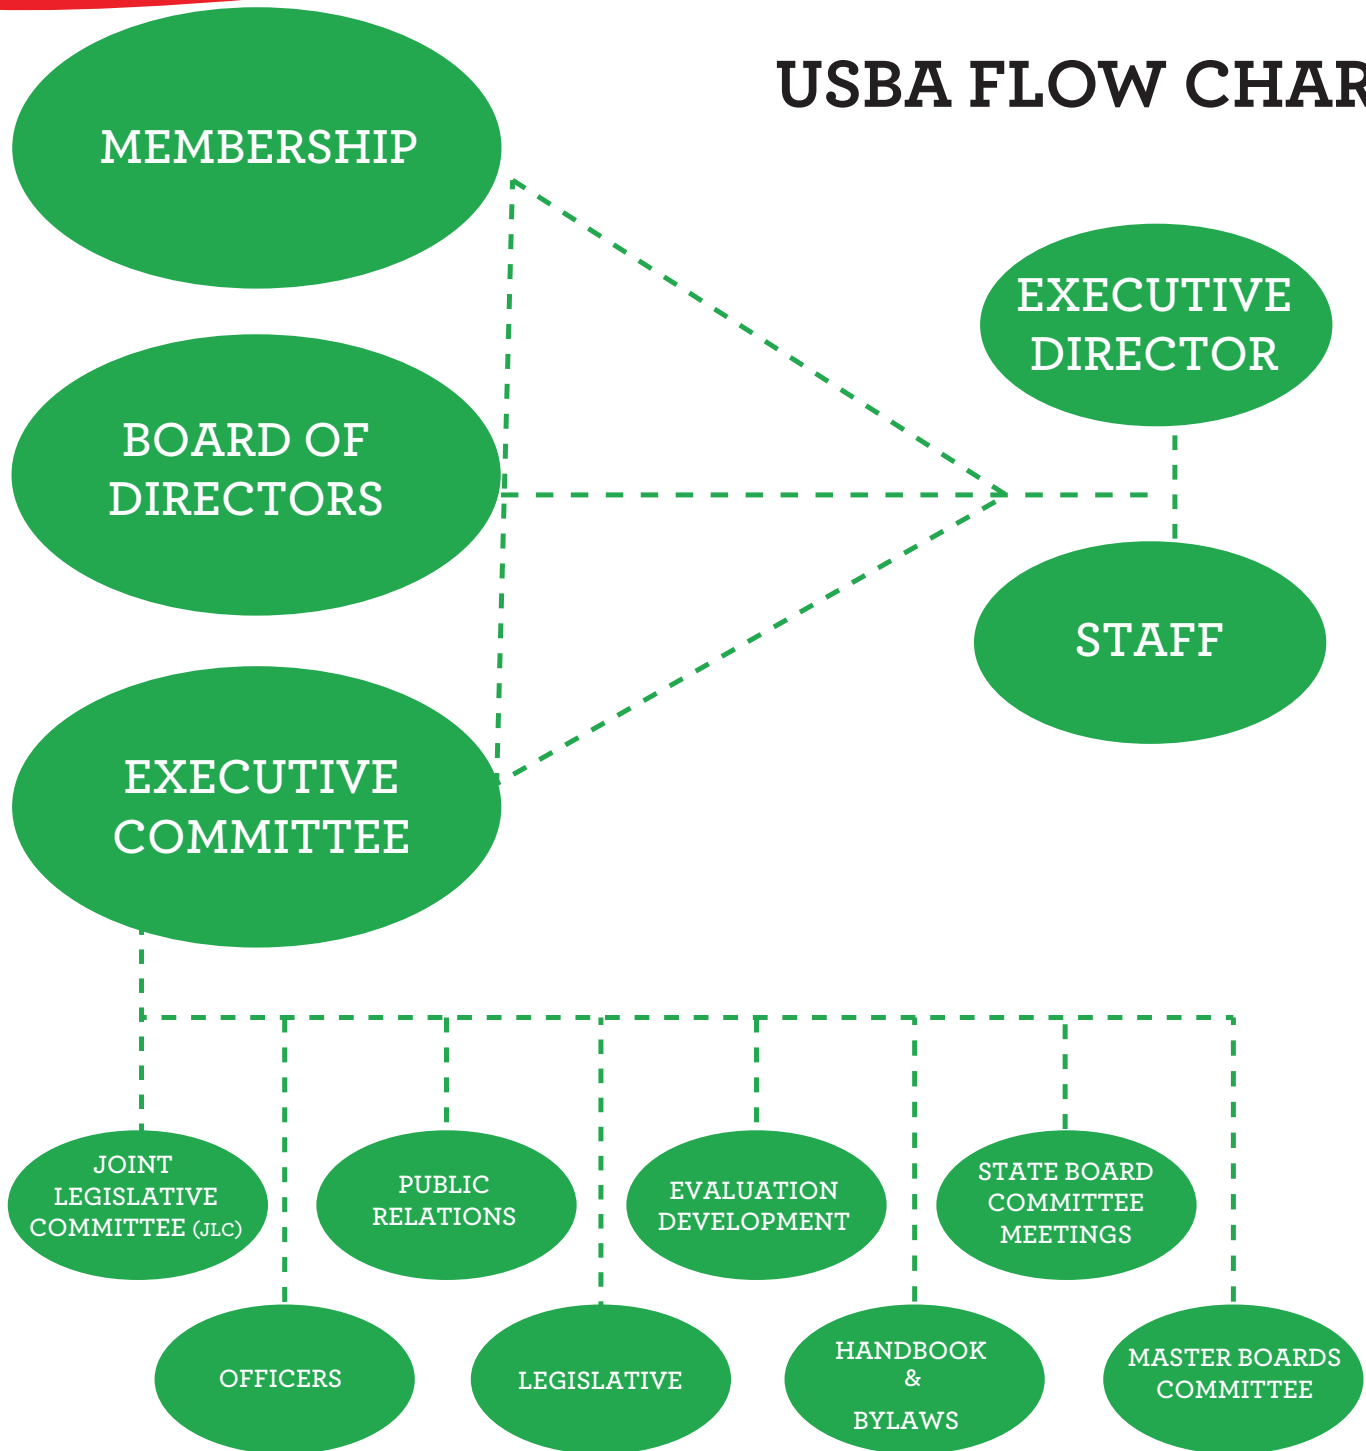 USBA FLOW CHAR
MEMBERSHIP
EXECUTIVE
DIRECTOR
BOARD OF
DIRECTORS
STAFF
EXECUTIVE
COMMITTEE
JOINT
LEGISLATIVE
COMMITTEE (JLC)
PUBLIC
RELATIONS
EVALUATION
DEVELOPMENT
STATE BOARD
COMMITTEE
MEETINGS
OFFICERS
LEGISLATIVE
HANDBOOK
&
BYLAWS
MASTER BOARDS
COMMITTEE